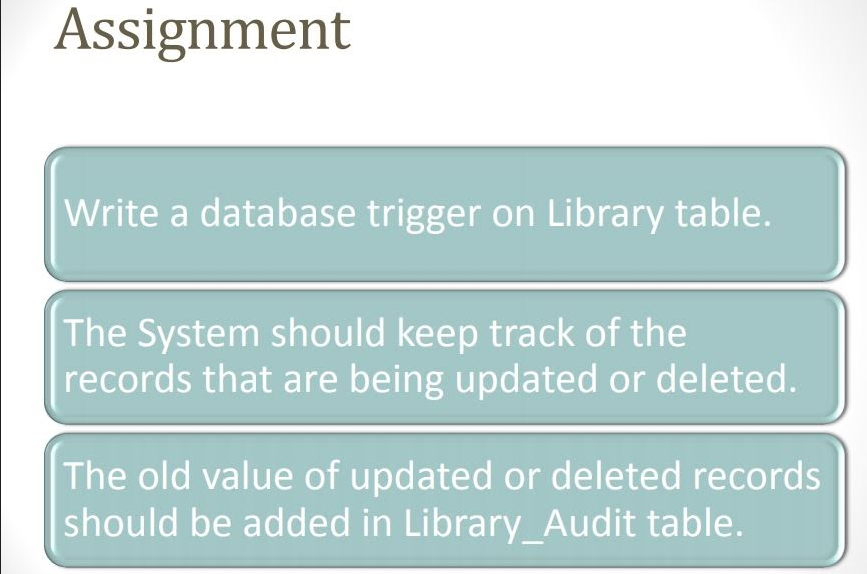 Assignment
Write a database trigger on Library table.
The System should keep track of the
records that are being updated or deleted.
The old value of updated or deleted records
should be added in Library_Audit table.